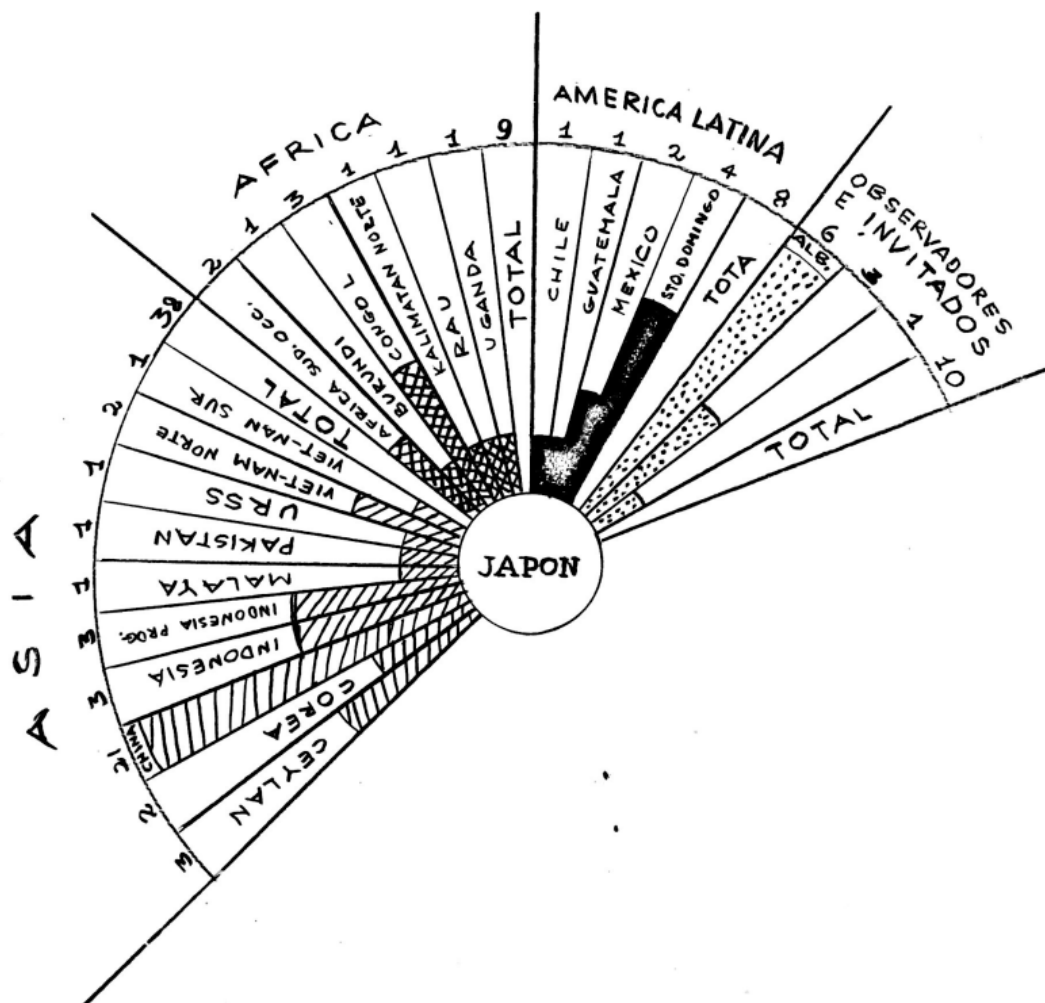 ASIA
CEYLAN
3
COREA
2
CHINA
21
INDONESIA
3
INDONESIA PROG.
3
MALAYA
1
PAKISTAN
1
URSS
1
VIET-NAM NORTE
2
VIET-NAN SUR
1
TOTAL
38
AFRICA
AFRICA SUD.OCC.
2
BURUNDI
1
CONGO L
3
KALIMATAN NORTE
1
RAU
1
UGANDA
1
TOTAL
9
AMERICA LATINA
CHILE
1
GUATEMALA
1
MEXICO
2
STO. DOMINGO
4
TOTA
8
OBSERVADORES
E INVITADOS
ALB.
6
3
1
TOTAL
10
JAPON